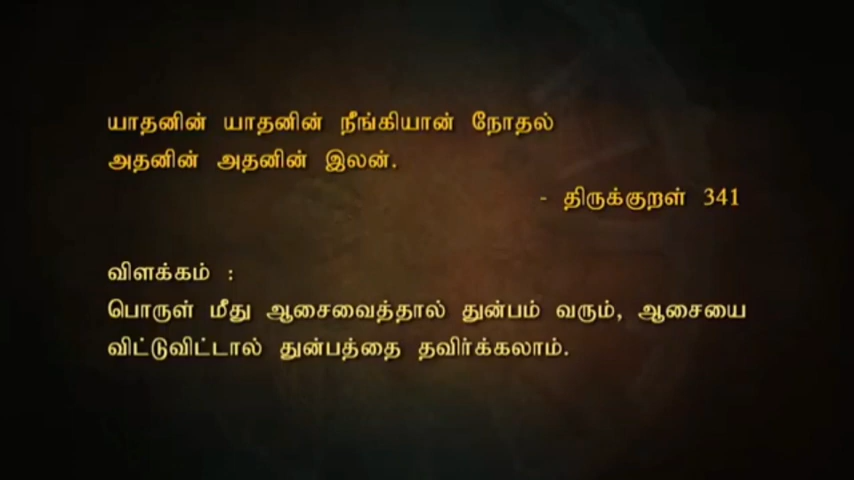 யாதனின் யாதனின் நீங்கியான் நோதல்
அதனின் அதனின் இலன்.
- திருக்குறள் 341
விளக்கம் :
பொருள் மீது ஆசைவைத்தால் துன்பம் வரும், ஆசையை
விட்டுவிட்டால் துன்பத்தை தவிர்க்கலாம்.